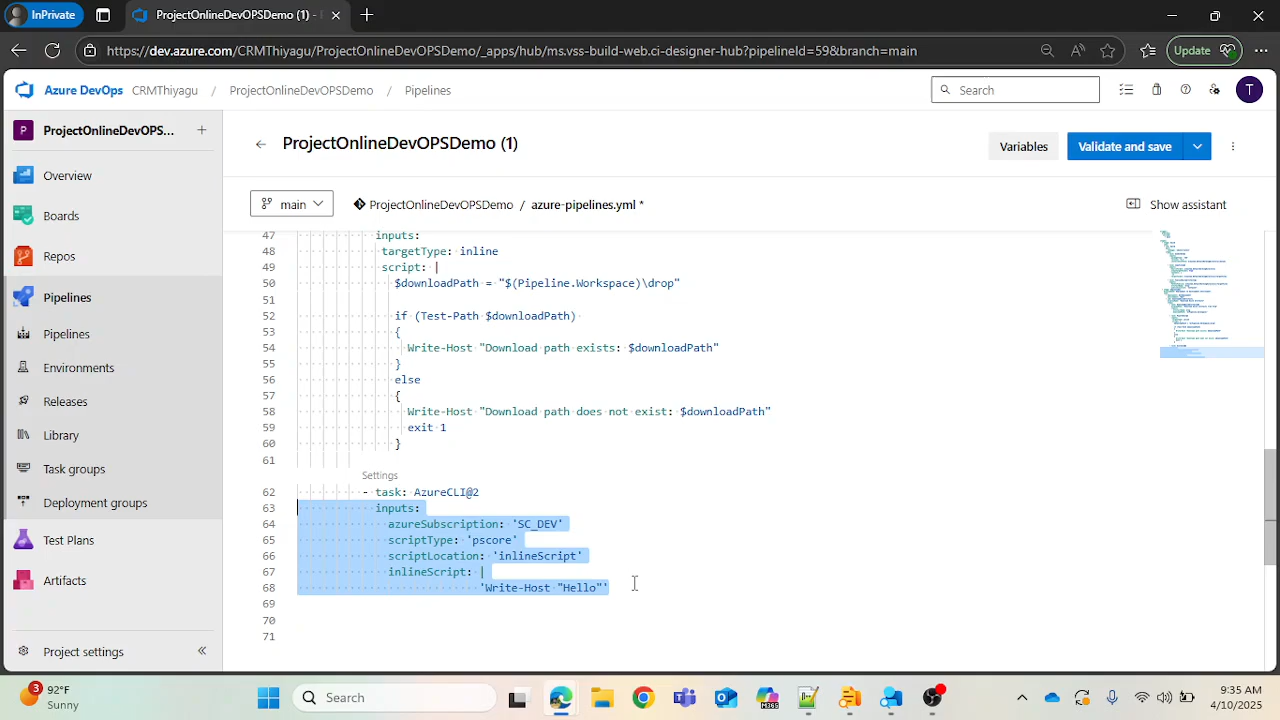 InPrivate
ProjectOnlineDevOPSDemo (1) -
https://dev.azure.com/CRMThiyagu/ProjectOnlineDevOPSDemo/_apps/hub/ms.vss-build-web.ci-designer-hub?pipelineId=59&branch=main
Update
Azure DevOps CRMThiyagu / ProjectOnlineDevOPSDemo / Pipelines
Search
T
P ProjectOnlineDevOPS...
Overview
Boards
Repos
Pipelines
Pipelines
Environments
Releases
Library
Task groups
Deployment groups
Test Plans
Artifacts
Project settings
ProjectOnlineDevOPSDemo (1)
Variables
Validate and save
main
ProjectOnlineDevOPSDemo / azure-pipelines.yml *
Show assistant
47 inputs:
48 targetType: inline
49 script: |
50 $downloadPath = "$(Pipeline.Workspace)\drop"
51
52 if (Test-Path $downloadPath)
53 {
54 Write-Host "Download path exists: $downloadPath"
55 }
56 else
57 {
58 Write-Host "Download path does not exist: $downloadPath"
59 exit 1
60 }
61
Settings
62 - task: AzureCLI@2
63 inputs:
64 azureSubscription: 'SC_DEV'
65 scriptType: 'pscore'
66 scriptLocation: 'inlineScript'
67 inlineScript: |
68 'Write-Host "Hello"'
69
70
71
3
92°F
Sunny
Search
9:35 AM
4/10/2025